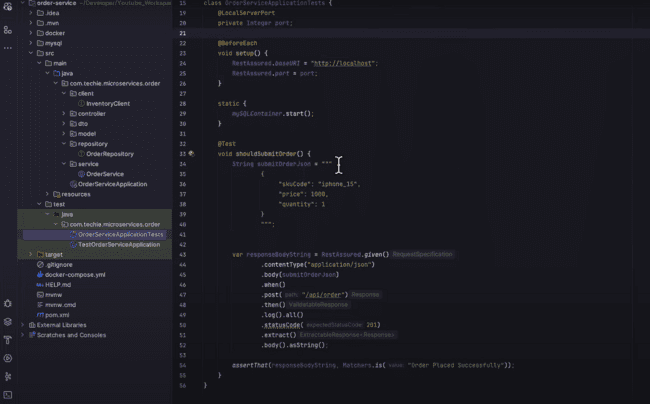 order-service ~/Developer/Youtube_Workspa
.idea
.mvn
docker
mysql
src
main
java
com.techie.microservices.order
client
InventoryClient
controller
dto
model
repository
OrderRepository
service
OrderService
OrderServiceApplication
resources
test
java
com.techie.microservices.order
OrderServiceApplicationTests
TestOrderServiceApplication
target
.gitignore
docker-compose.yml
HELP.md
mvnw
mvnw.cmd
pom.xml
External Libraries
Scratches and Consoles
15 class OrderServiceApplicationTests {
19 @LocalServerPort
20 private Integer port;
21
22 @BeforeEach
23 void setup() {
24 RestAssured.baseURI = "http://localhost";
25 RestAssured.port = port;
26 }
27
28 static {
29 mySQLContainer.start();
30 }
31
32 @Test
33 void shouldSubmitOrder() {
34 String submitOrderJson = """
35 {
36 "skuCode": "iphone_15",
37 "price": 1000,
38 "quantity": 1
39 }
40 """;
41
42
43 var responseBodyString = RestAssured.given() RequestSpecification
44 .contentType("application/json")
45 .body(submitOrderJson)
46 .when()
47 .post( path: "/api/order") Response
48 .then() ValidatableResponse
49 .log().all()
50 .statusCode( expectedStatusCode: 201)
51 .extract() ExtractableResponse<Response>
52 .body().asString();
53
54 assertThat(responseBodyString, Matchers.is( value: "Order Placed Successfully"));
55 }
56 }